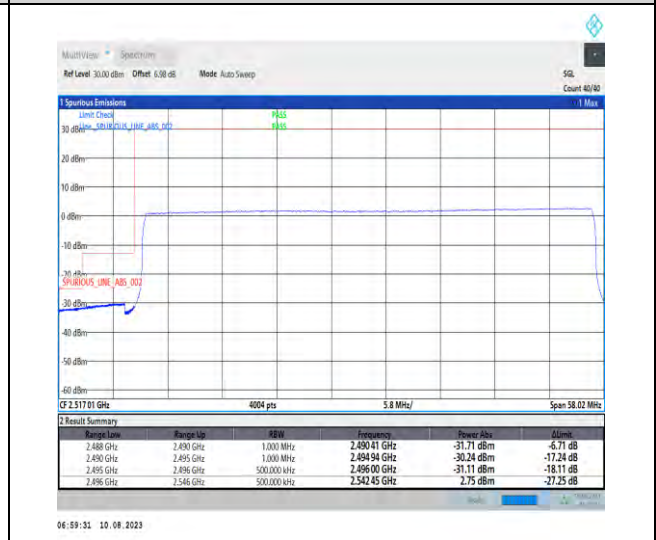 MultiView Spectrum
Ref Level 30.00 dBm Offset 6.98 dB Mode Auto Sweep SGL
Count 40/40
1 Spurious Emissions 1 Max
Limit Check PASS
30 dBm Line_SPURIOUS_LINE_ABS_002 PASS
20 dBm
10 dBm
0 dBm
-10 dBm
-20 dBm
_SPURIOUS_LINE_ABS_002
-30 dBm
-40 dBm
-50 dBm
-60 dBm
CF 2.517 01 GHz 4004 pts 5.8 MHz/ Span 58.02 MHz
2 Result Summary
Range Low Range Up RBW Frequency Power Abs ΔLimit
2.488 GHz 2.490 GHz 1.000 MHz 2.490 41 GHz -31.71 dBm -6.71 dB
2.490 GHz 2.495 GHz 1.000 MHz 2.494 94 GHz -30.24 dBm -17.24 dB
2.495 GHz 2.496 GHz 500.000 kHz 2.496 00 GHz -31.11 dBm -18.11 dB
2.496 GHz 2.546 GHz 500.000 kHz 2.542 45 GHz 2.75 dBm -27.25 dB
Ready
06:59:31 10.08.2023